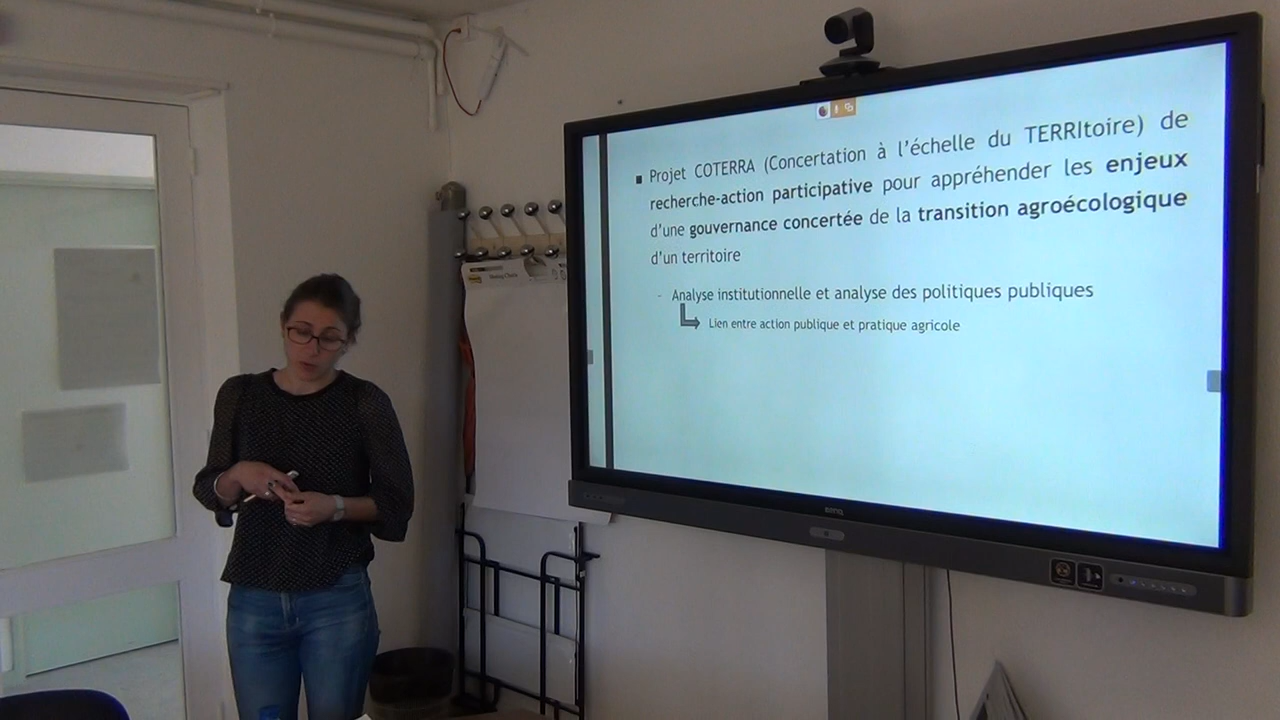 Projet COTERRA (Concertation à l'échelle du TERRItoire) de
recherche-action participative pour appréhender les enjeux
d'une gouvernance concertée de la transition agroécologique
d'un territoire
- Analyse institutionnelle et analyse des politiques publiques
Lien entre action publique et pratique agricole
BenQ